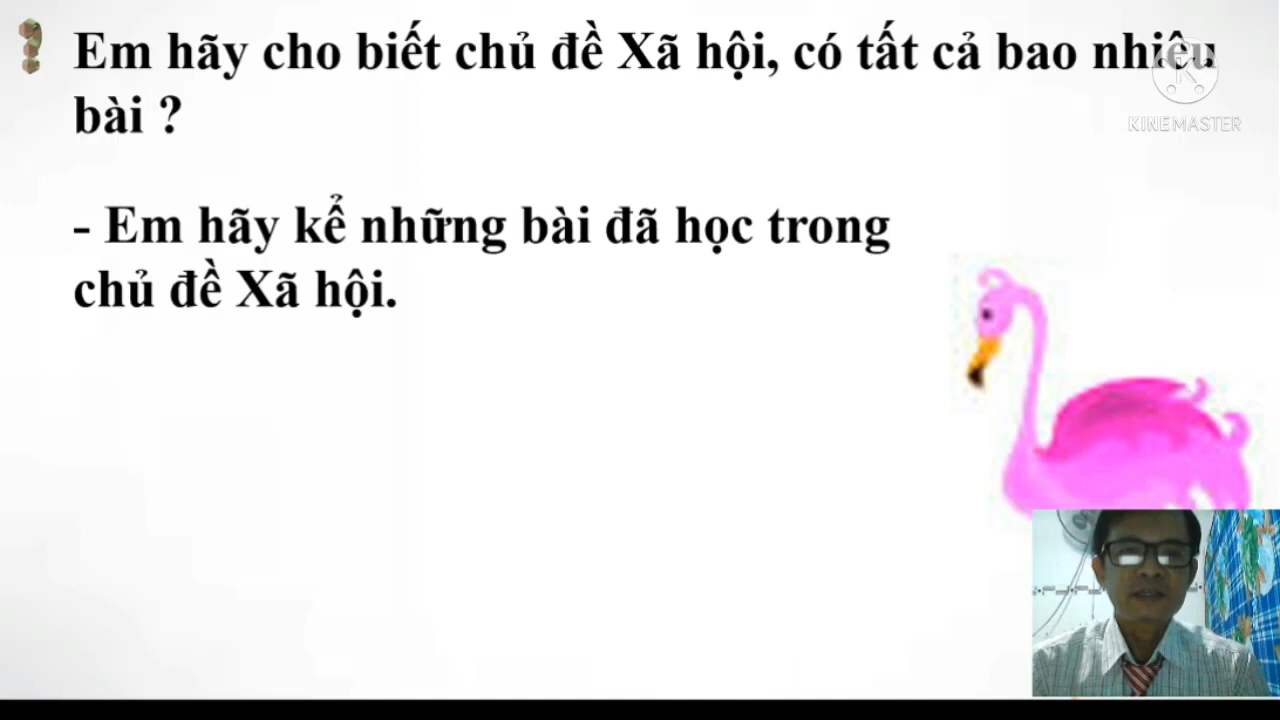 Em hãy cho biết chủ đề Xã hội, có tất cả bao nhiêu
bài ?
KINEMASTER
- Em hãy kể những bài đã học trong
chủ đề Xã hội.